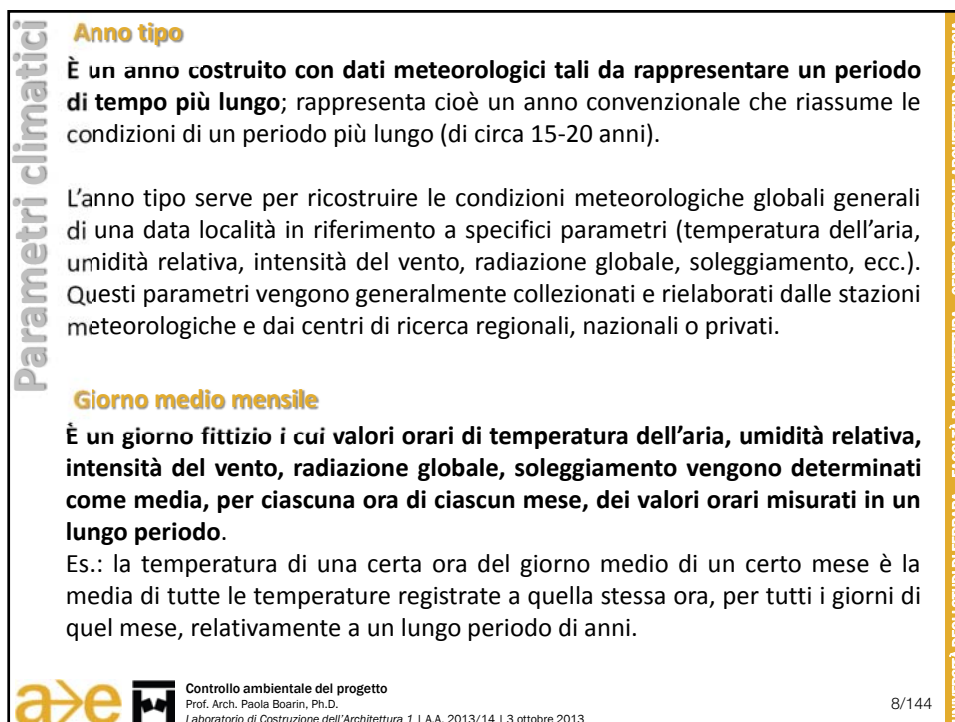 Parametri climatici
Anno tipo
È un anno costruito con dati meteorologici tali da rappresentare un periodo
di tempo più lungo; rappresenta cioè un anno convenzionale che riassume le
condizioni di un periodo più lungo (di circa 15-20 anni).
L'anno tipo serve per ricostruire le condizioni meteorologiche globali generali
di una data località in riferimento a specifici parametri (temperatura dell'aria,
umidità relativa, intensità del vento, radiazione globale, soleggiamento, ecc.).
Questi parametri vengono generalmente collezionati e rielaborati dalle stazioni
meteorologiche e dai centri di ricerca regionali, nazionali o privati.
Giorno medio mensile
È un giorno fittizio i cui valori orari di temperatura dell'aria, umidità relativa,
intensità del vento, radiazione globale, soleggiamento vengono determinati
come media, per ciascuna ora di ciascun mese, dei valori orari misurati in un
lungo periodo.
Es.: la temperatura di una certa ora del giorno medio di un certo mese è la
media di tutte le temperature registrate a quella stessa ora, per tutti i giorni di
quel mese, relativamente a un lungo periodo di anni.
a>e
Controllo ambientale del progetto
Prof. Arch. Paola Boarin, Ph.D.
Laboratorio di Costruzione dell'Architettura 1 | A.A. 2013/14 | 3 ottobre 2013
8/144